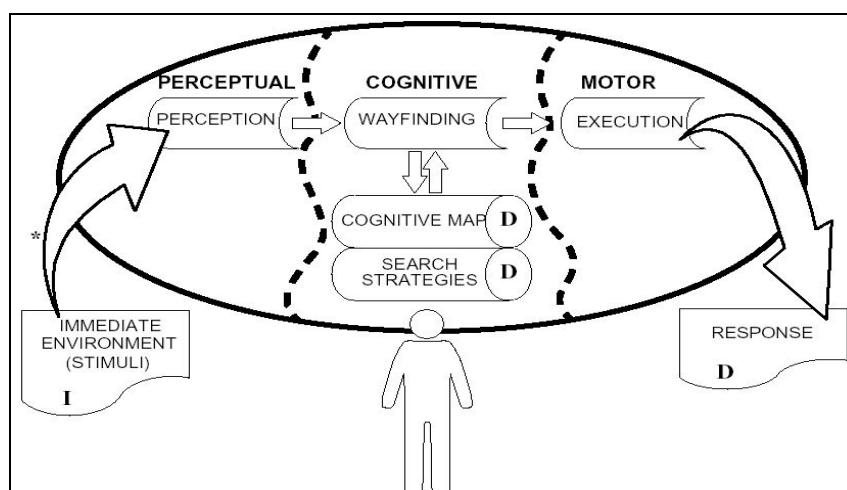 PERCEPTUAL
COGNITIVE
MOTOR
PERCEPTION
WAYFINDING
EXECUTION
COGNITIVE MAP
D
SEARCH
STRATEGIES
D
*
IMMEDIATE
ENVIRONMENT
(STIMULI)
I
RESPONSE
D